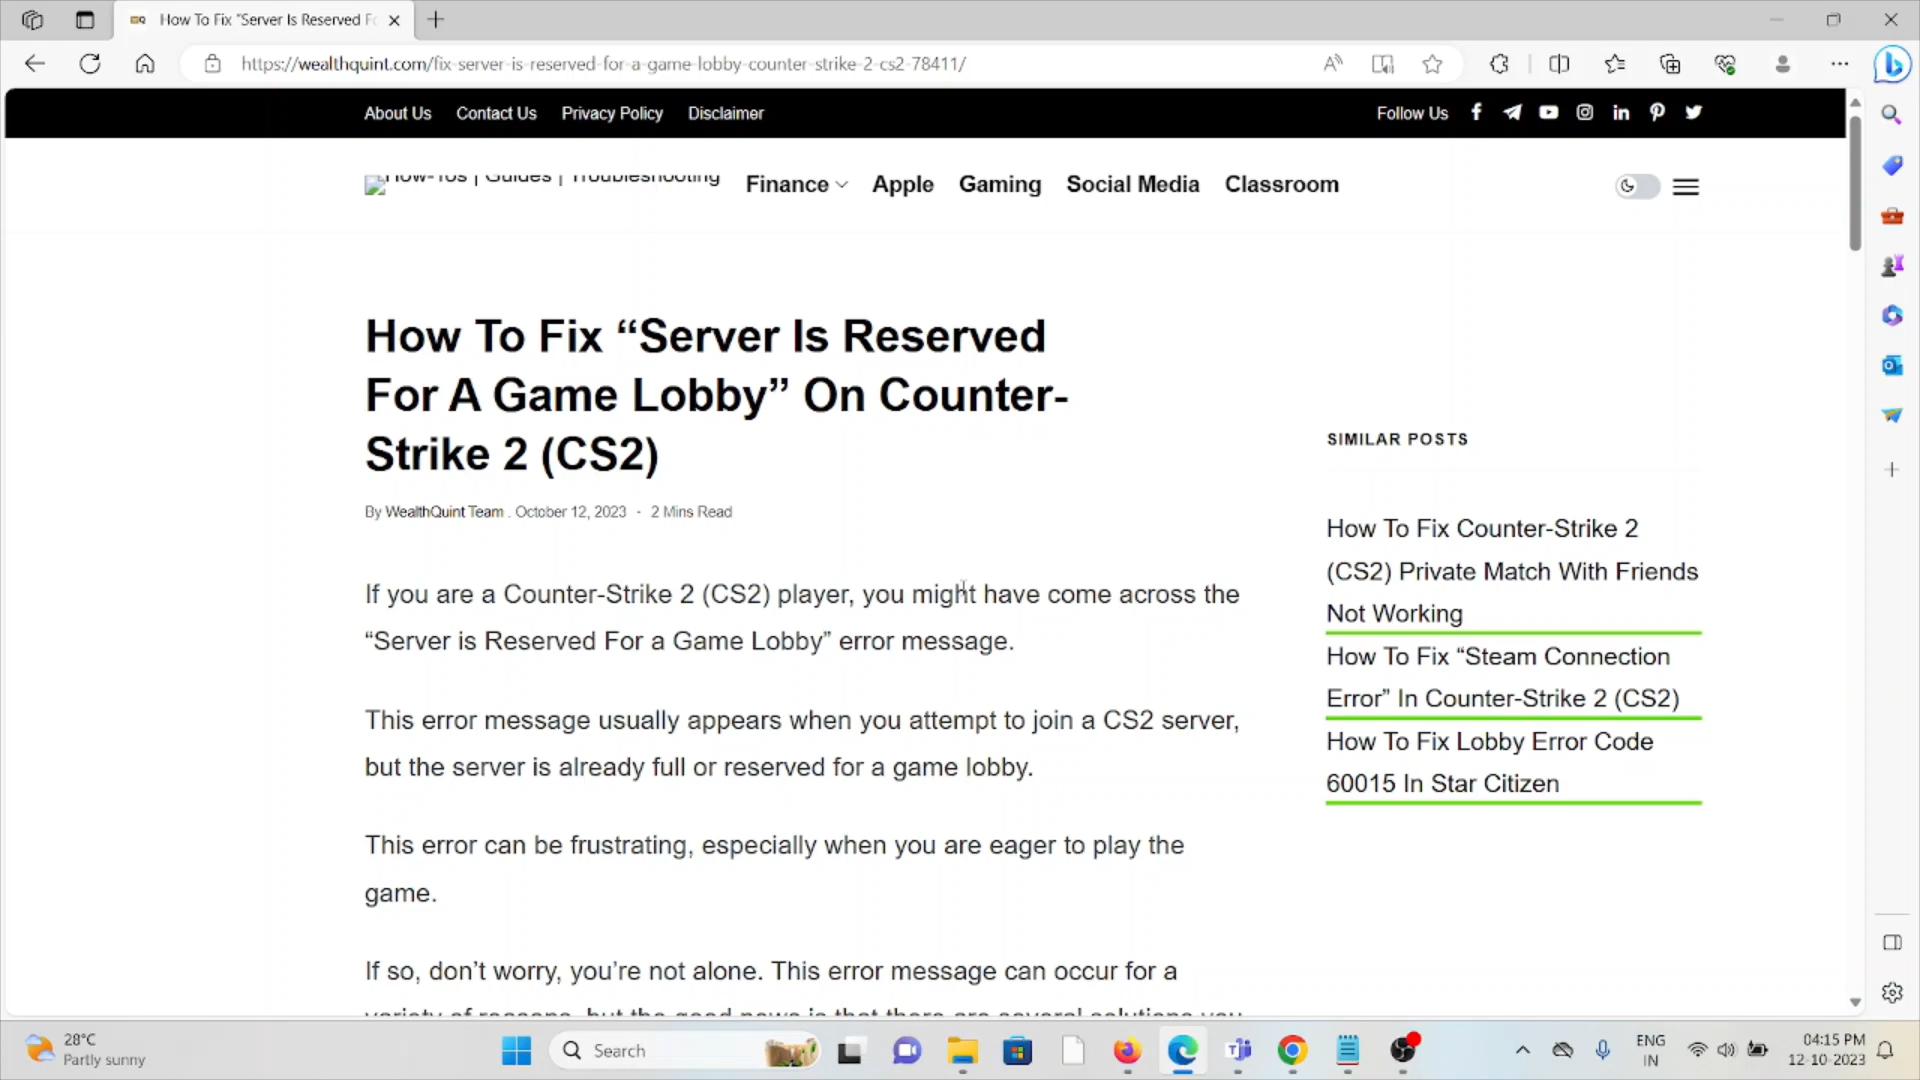 How To Fix “Server Is Reserved Fo
https://wealthquint.com/fix-server-is-reserved-for-a-game-lobby-counter-strike-2-cs2-78411/
About Us Contact Us Privacy Policy Disclaimer
Follow Us
How-Tos | Guides | Troubleshooting
Finance Apple Gaming Social Media Classroom
How To Fix “Server Is Reserved
For A Game Lobby” On Counter-
Strike 2 (CS2)
By WealthQuint Team . October 12, 2023 - 2 Mins Read
If you are a Counter-Strike 2 (CS2) player, you might have come across the
“Server is Reserved For a Game Lobby” error message.
This error message usually appears when you attempt to join a CS2 server,
but the server is already full or reserved for a game lobby.
This error can be frustrating, especially when you are eager to play the
game.
If so, don’t worry, you’re not alone. This error message can occur for a
variety of reasons, but the good news is that there are several solutions you
SIMILAR POSTS
How To Fix Counter-Strike 2
(CS2) Private Match With Friends
Not Working
How To Fix “Steam Connection
Error” In Counter-Strike 2 (CS2)
How To Fix Lobby Error Code
60015 In Star Citizen
28°C
Partly sunny
Search
ENG
IN
04:15 PM
12-10-2023